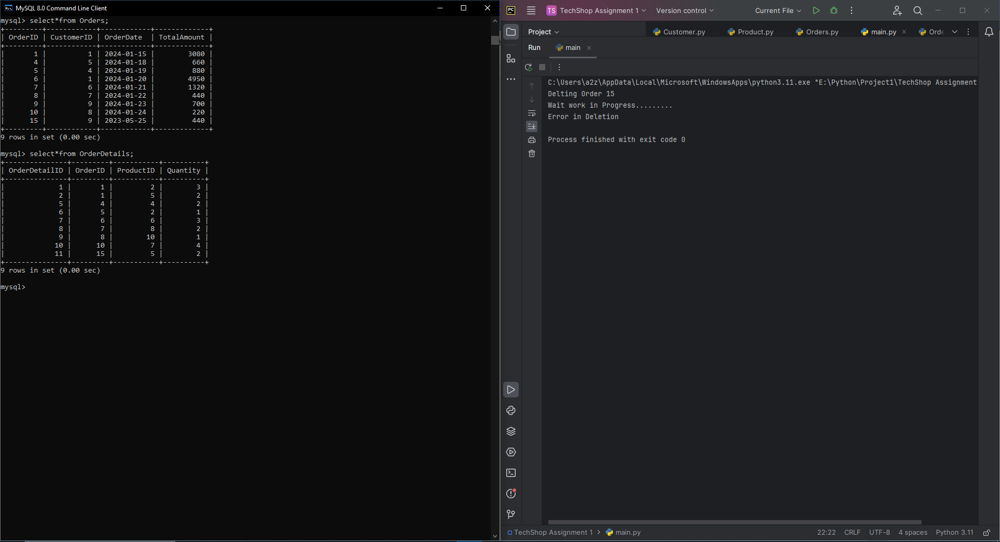 MySQL 8.0 Command Line Client
mysql> select*from Orders;
+---------+------------+------------+-------------+
| OrderID | CustomerID | OrderDate  | TotalAmount |
+---------+------------+------------+-------------+
|       1 |          1 | 2024-01-15 |        3080 |
|       4 |          5 | 2024-01-18 |         660 |
|       5 |          4 | 2024-01-19 |         880 |
|       6 |          1 | 2024-01-20 |        4950 |
|       7 |          6 | 2024-01-21 |        1320 |
|       8 |          7 | 2024-01-22 |         440 |
|       9 |          9 | 2024-01-23 |         700 |
|      10 |          8 | 2024-01-24 |         220 |
|      15 |          9 | 2023-05-25 |         440 |
+---------+------------+------------+-------------+
9 rows in set (0.00 sec)
mysql> select*from OrderDetails;
+---------------+---------+-----------+----------+
| OrderDetailID | OrderID | ProductID | Quantity |
+---------------+---------+-----------+----------+
|             1 |       1 |         2 |        3 |
|             2 |       1 |         5 |        2 |
|             5 |       4 |         4 |        2 |
|             6 |       5 |         2 |        1 |
|             7 |       6 |         6 |        3 |
|             8 |       7 |         8 |        2 |
|             9 |       8 |        10 |        1 |
|            10 |      10 |         7 |        4 |
|            11 |      15 |         5 |        2 |
+---------------+---------+-----------+----------+
9 rows in set (0.00 sec)
mysql>
PC TS TechShop Assignment 1 Version control Current File
Project Customer.py Product.py Orders.py main.py Orde
Run main
C:\Users\a2z\AppData\Local\Microsoft\WindowsApps\python3.11.exe "E:\Python\Project1\TechShop Assignment
Delting Order 15
Wait work in Progress.........
Error in Deletion
Process finished with exit code 0
TechShop Assignment 1 > main.py 22:22 CRLF UTF-8 4 spaces Python 3.11